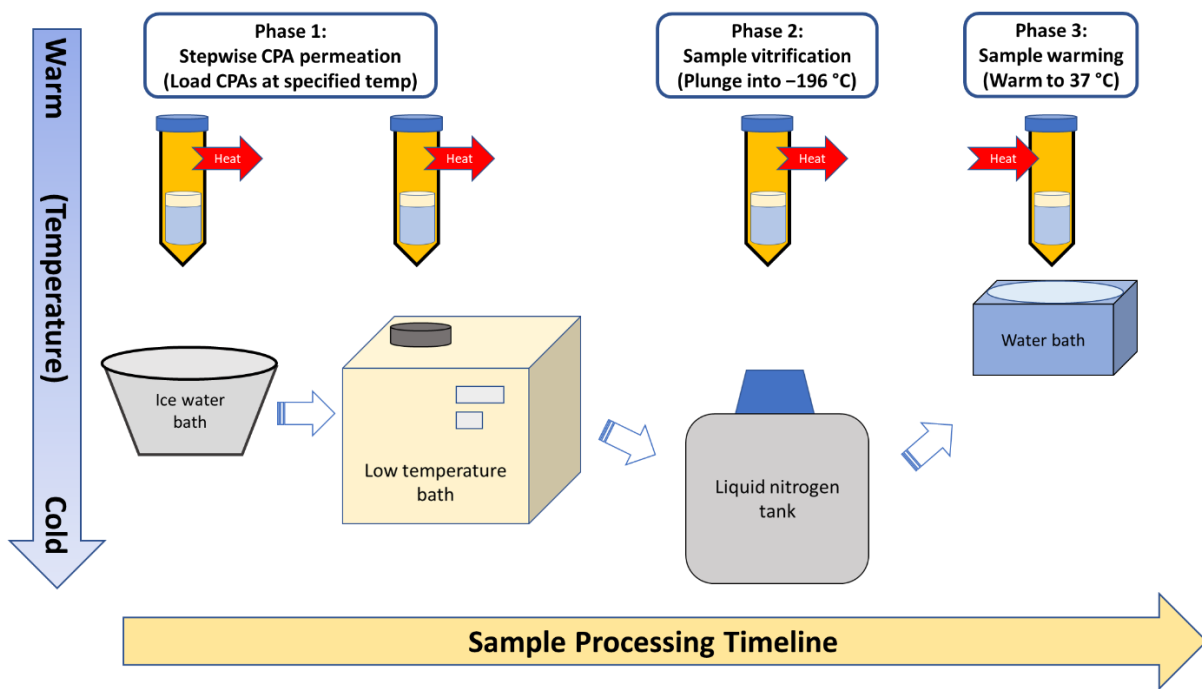 Phase 1:
Stepwise CPA permeation
(Load CPAs at specified temp)
Phase 2:
Sample vitrification
(Plunge into −196 °C)
Phase 3:
Sample warming
(Warm to 37 °C)
Warm (Temperature) Cold
Heat
Heat
Heat
Heat
Ice water
bath
Low temperature
bath
Liquid nitrogen
tank
Water bath
Sample Processing Timeline